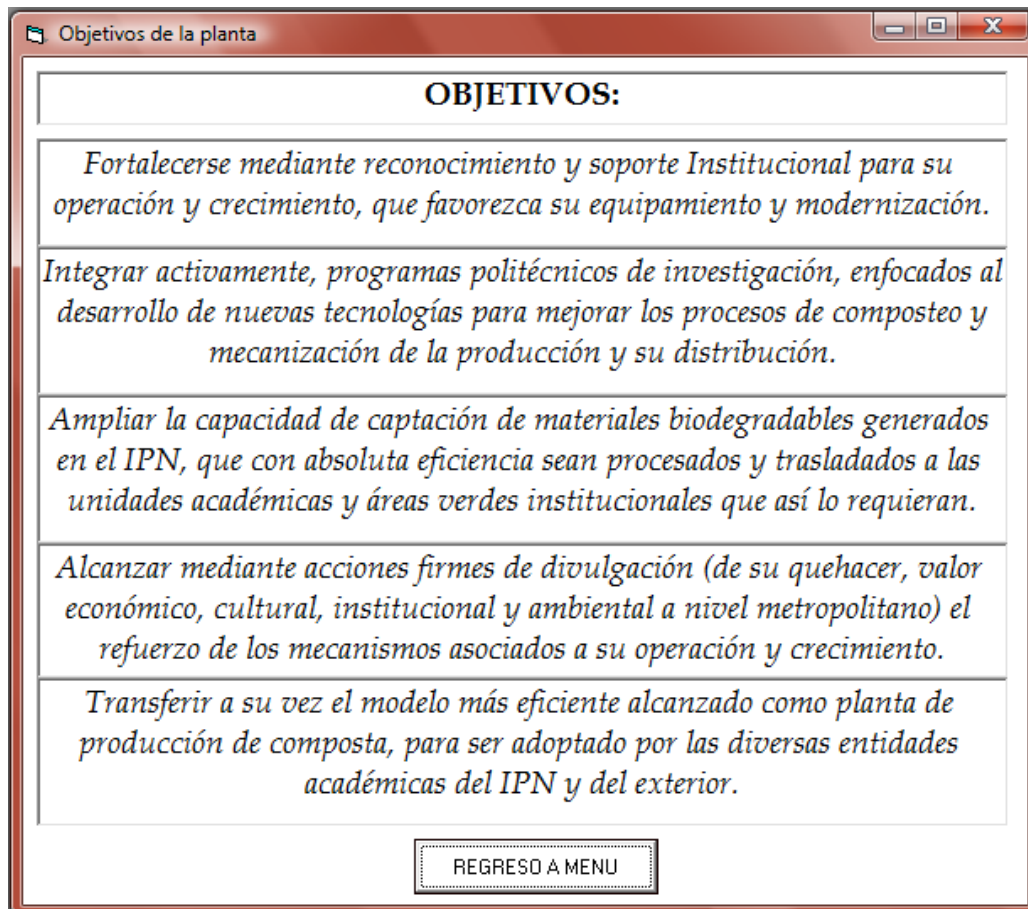 Objetivos de la planta
OBJETIVOS:
Fortalecerse mediante reconocimiento y soporte Institucional para su
operación y crecimiento, que favorezca su equipamiento y modernización.
Integrar activamente, programas politécnicos de investigación, enfocados al
desarrollo de nuevas tecnologías para mejorar los procesos de composteo y
mecanización de la producción y su distribución.
Ampliar la capacidad de captación de materiales biodegradables generados
en el IPN, que con absoluta eficiencia sean procesados y trasladados a las
unidades académicas y áreas verdes institucionales que así lo requieran.
Alcanzar mediante acciones firmes de divulgación (de su quehacer, valor
económico, cultural, institucional y ambiental a nivel metropolitano) el
refuerzo de los mecanismos asociados a su operación y crecimiento.
Transferir a su vez el modelo más eficiente alcanzado como planta de
producción de composta, para ser adoptado por las diversas entidades
académicas del IPN y del exterior.
REGRESO A MENU